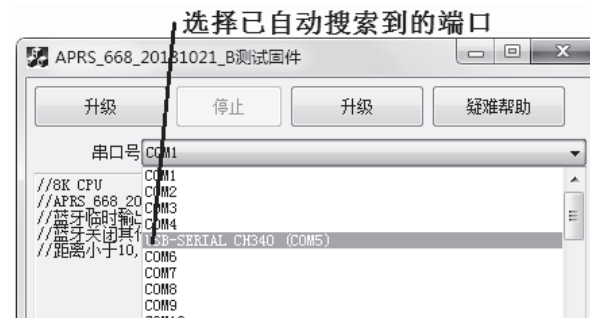 选择已自动搜索到的端口
APRS_668_20181021_B测试固件
升级
停止
升级
疑难帮助
串口号
COM1
//8K CPU
//APRS_668_20
//蓝牙临时输
//蓝牙关闭其
//距离小于10,
COM1
COM2
COM3
COM4
USB-SERIAL CH340 (COM5)
COM6
COM7
COM8
COM9